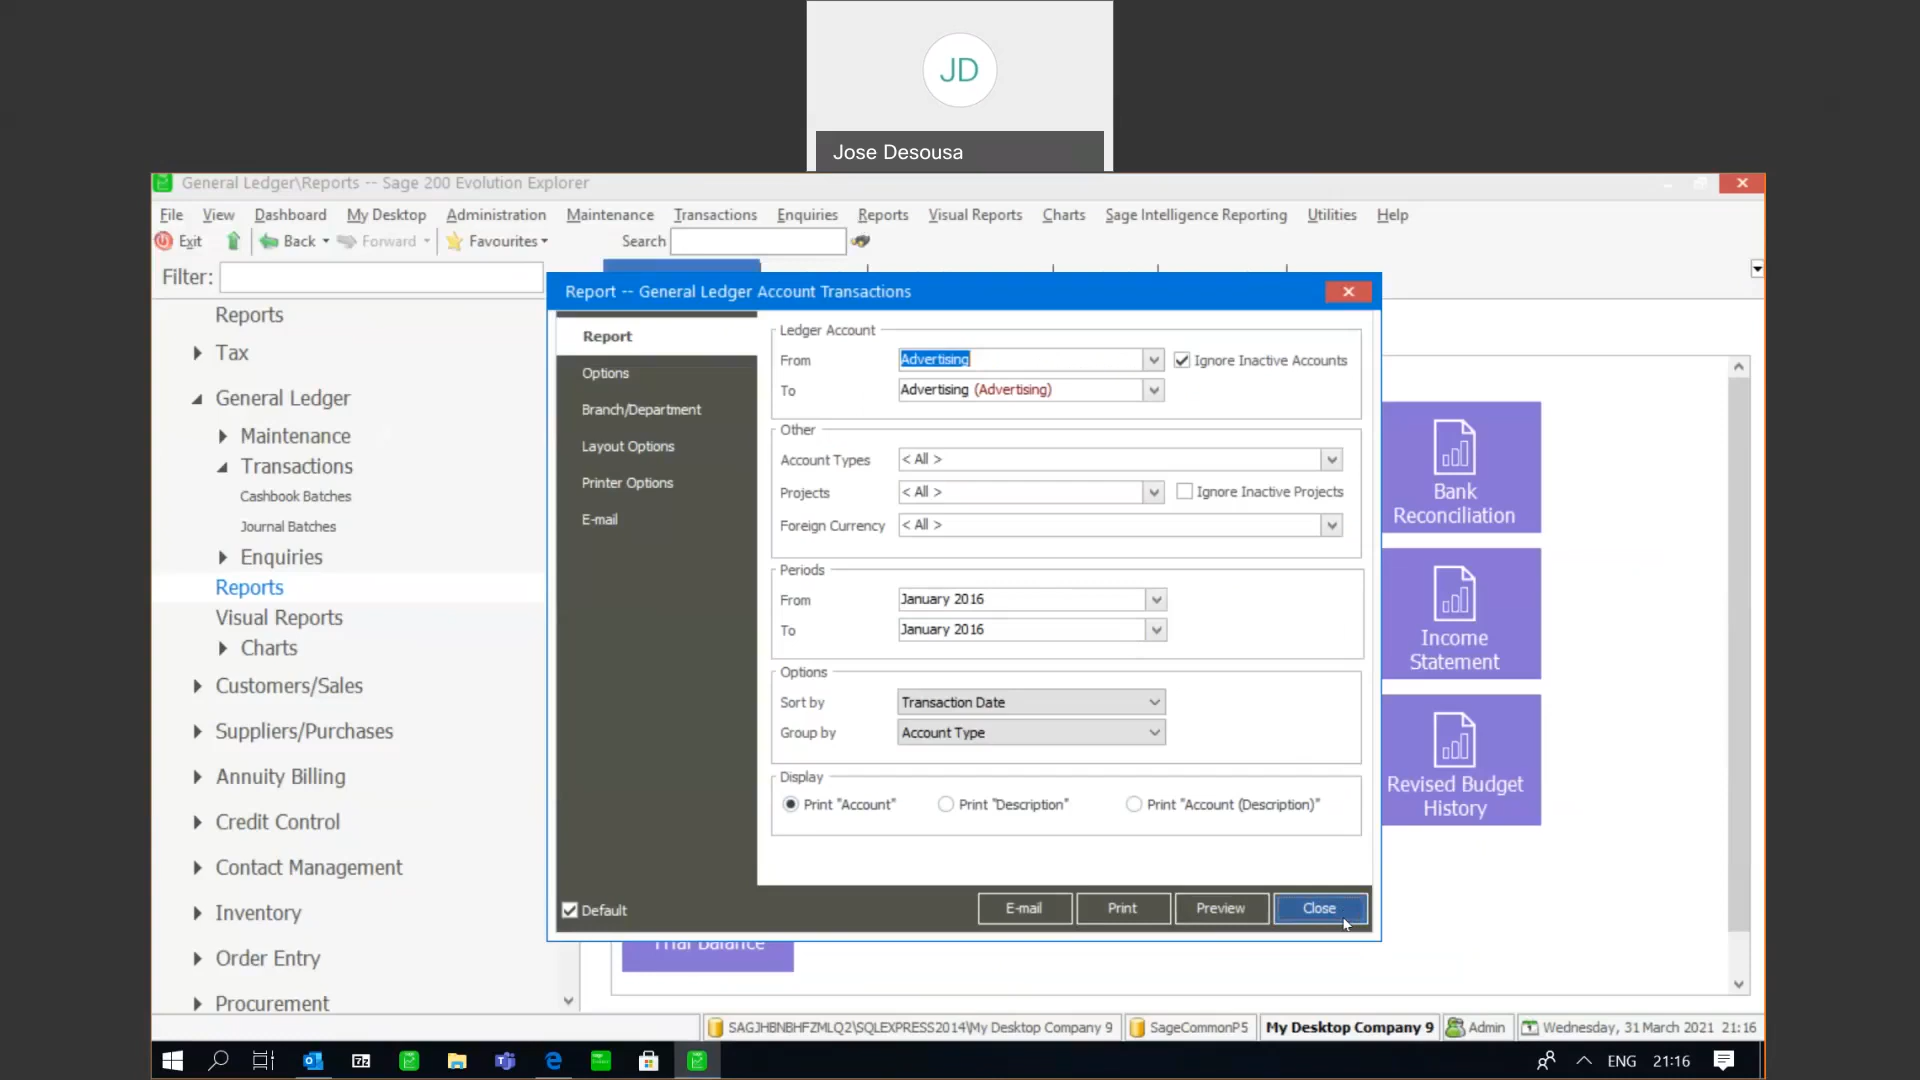 JD
Jose Desousa
General Ledger\Reports -- Sage 200 Evolution Explorer
File View Dashboard My Desktop Administration Maintenance Transactions Enquiries Reports Visual Reports Charts Sage Intelligence Reporting Utilities Help
Exit Back Forward Favourites Search
Filter:
Reports
Tax
General Ledger
Maintenance
Transactions
Cashbook Batches
Journal Batches
Enquiries
Reports
Visual Reports
Charts
Customers/Sales
Suppliers/Purchases
Annuity Billing
Credit Control
Contact Management
Inventory
Order Entry
Procurement
Report -- General Ledger Account Transactions
Report
Options
Branch/Department
Layout Options
Printer Options
E-mail
Ledger Account
From Advertising Ignore Inactive Accounts
To Advertising (Advertising)
Other
Account Types < All >
Projects < All > Ignore Inactive Projects
Foreign Currency < All >
Periods
From January 2016
To January 2016
Options
Sort by Transaction Date
Group by Account Type
Display
Print "Account" Print "Description" Print "Account (Description)"
Default E-mail Print Preview Close
Bank
Reconciliation
Income
Statement
Revised Budget
History
Trial Balance
SAGJHBNBHFZMLQ2\SQLEXPRESS2014\My Desktop Company 9 SageCommonP5 My Desktop Company 9 Admin Wednesday, 31 March 2021 21:16
7z ENG 21:16